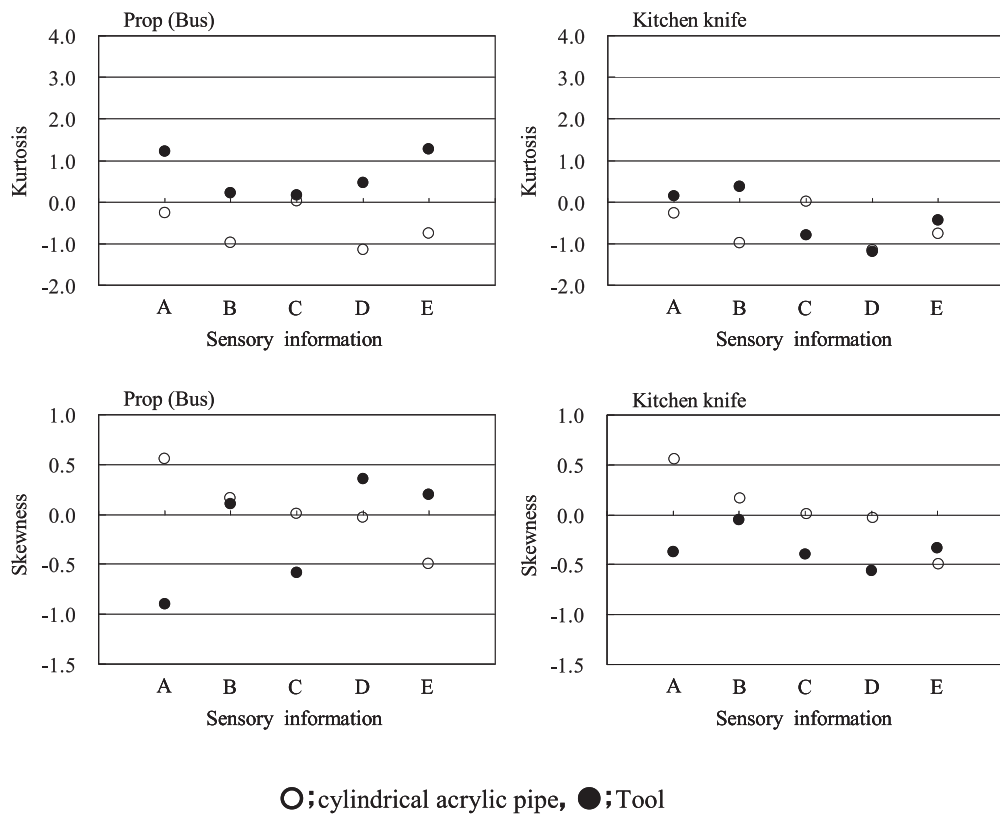 Prop (Bus)
4.0
3.0
2.0
1.0
0.0
-1.0
-2.0
Kurtosis
A B C D E
Sensory information
Kitchen knife
4.0
3.0
2.0
1.0
0.0
-1.0
-2.0
Kurtosis
A B C D E
Sensory information
Prop (Bus)
1.0
0.5
0.0
-0.5
-1.0
-1.5
Skewness
A B C D E
Sensory information
Kitchen knife
1.0
0.5
0.0
-0.5
-1.0
-1.5
Skewness
A B C D E
Sensory information
○;cylindrical acrylic pipe, ●;Tool